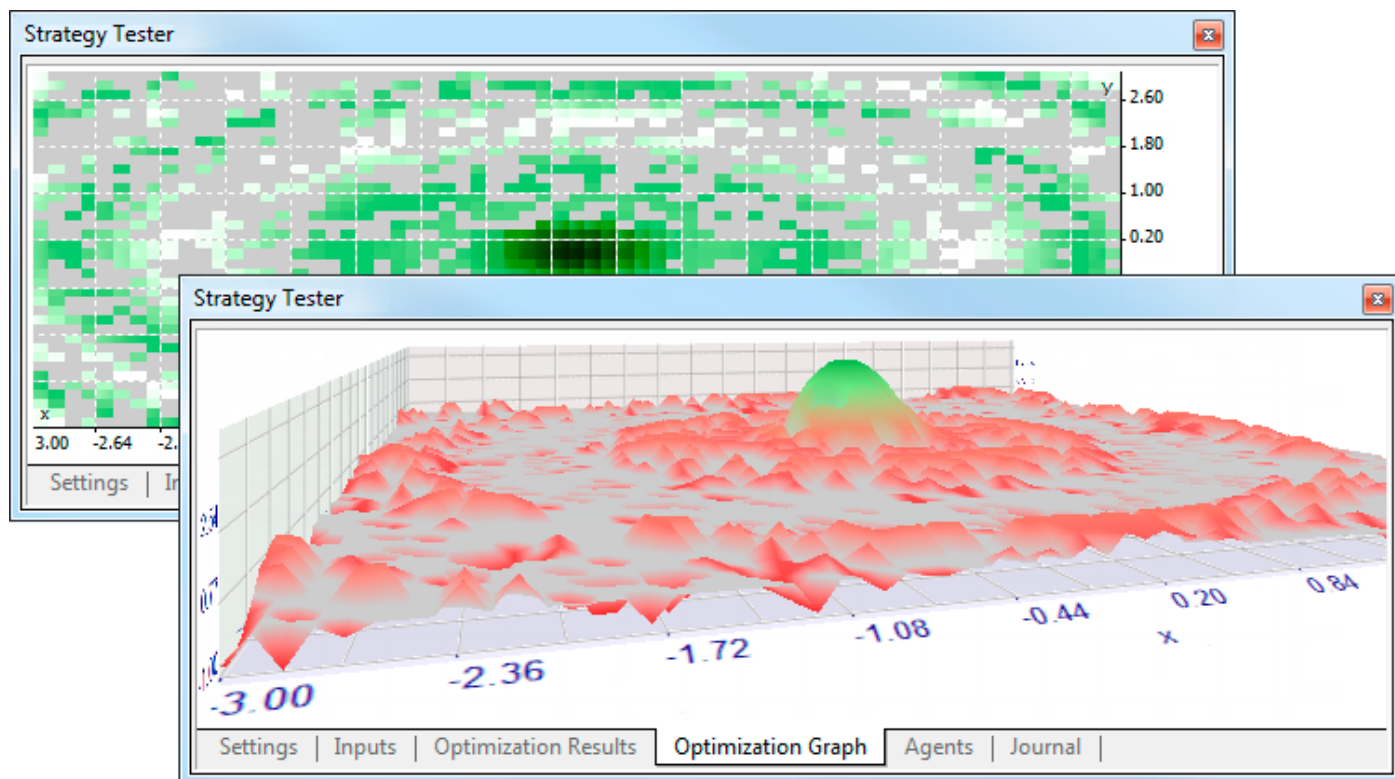 Strategy Tester
y
2.60
1.80
1.00
0.20
x
3.00 -2.64 -2.
Settings
Strategy Tester
-3.00 -2.36 -1.72 -1.08 -0.44 0.20 0.84
x
Settings | Inputs | Optimization Results Optimization Graph Agents | Journal |